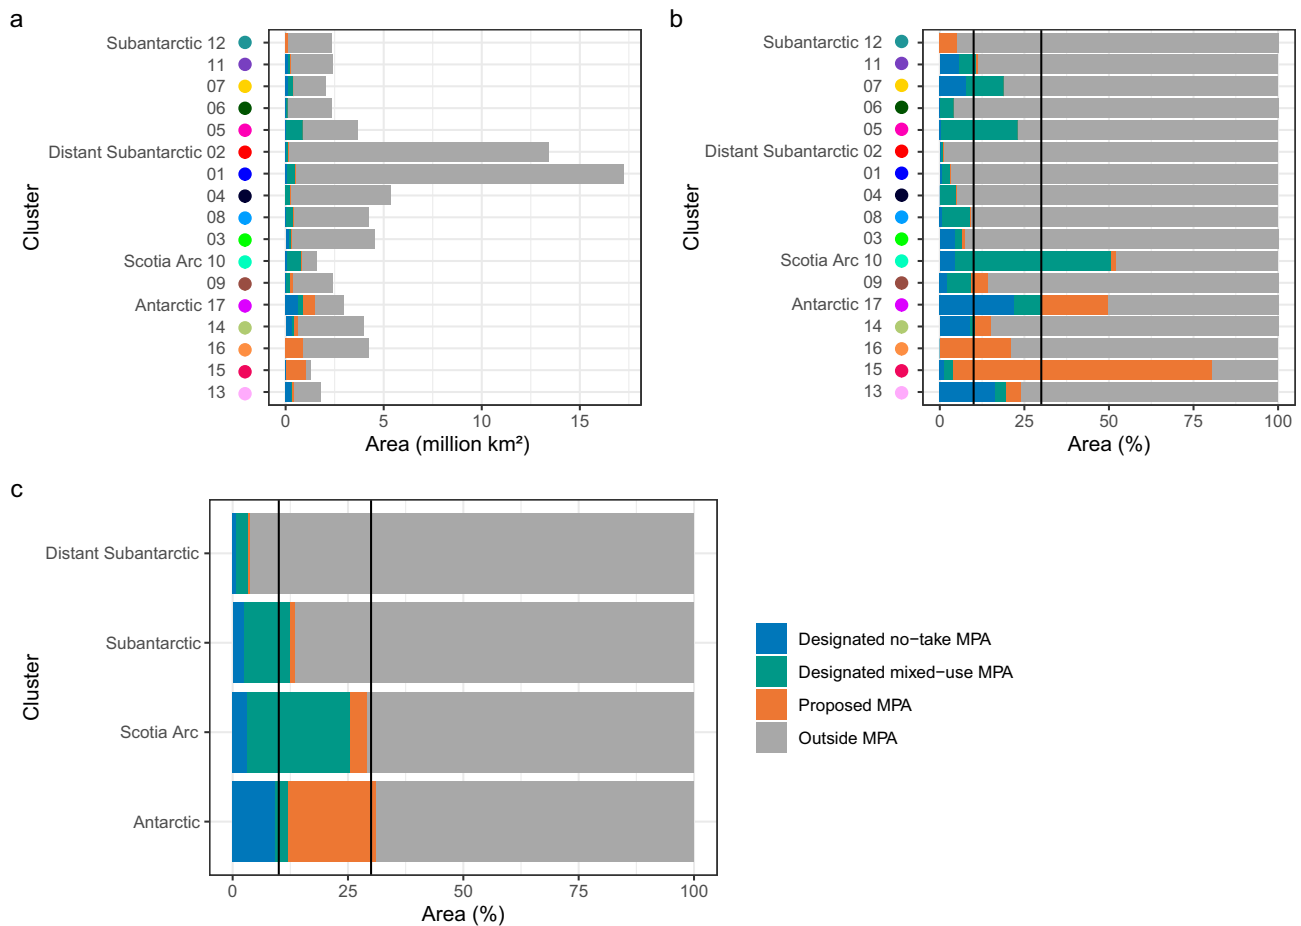 a
Subantarctic 12
11
07
06
05
Distant Subantarctic 02
01
04
08
03
Scotia Arc 10
09
Antarctic 17
14
16
15
13
Cluster
0
5
10
15
Area (million km²)
b
Subantarctic 12
11
07
06
05
Distant Subantarctic 02
01
04
08
03
Scotia Arc 10
09
Antarctic 17
14
16
15
13
Cluster
0
25
50
75
100
Area (%)
c
Distant Subantarctic
Subantarctic
Scotia Arc
Antarctic
Cluster
0
25
50
75
100
Area (%)
Designated no−take MPA
Designated mixed−use MPA
Proposed MPA
Outside MPA